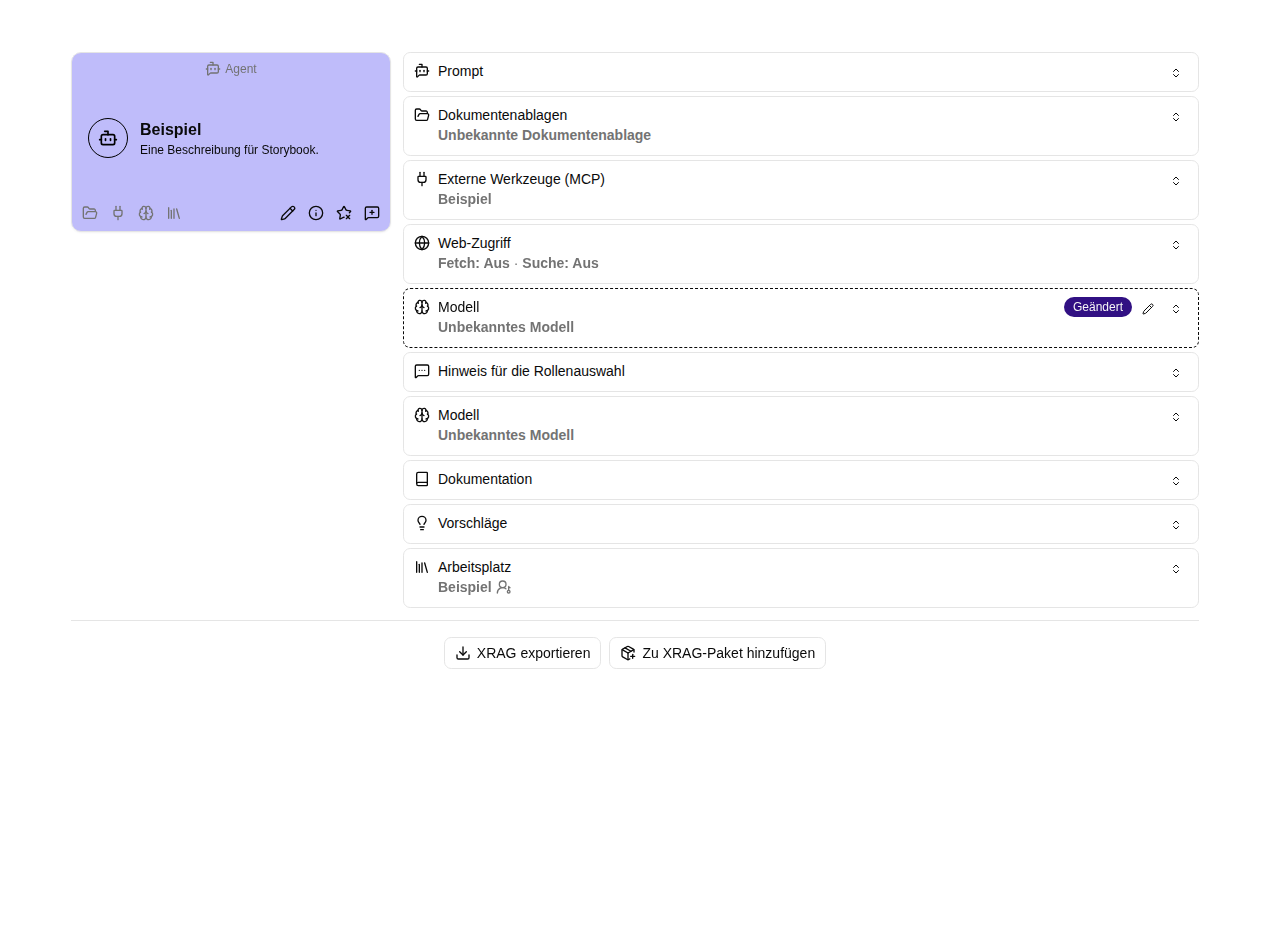 Agent
Beispiel
Eine Beschreibung für Storybook.
Prompt
Dokumentenablagen
Unbekannte Dokumentenablage
Externe Werkzeuge (MCP)
Beispiel
Web-Zugriff
Fetch: Aus · Suche: Aus
Modell
Geändert
Unbekanntes Modell
Hinweis für die Rollenauswahl
Modell
Unbekanntes Modell
Dokumentation
Vorschläge
Arbeitsplatz
Beispiel
XRAG exportieren
Zu XRAG-Paket hinzufügen